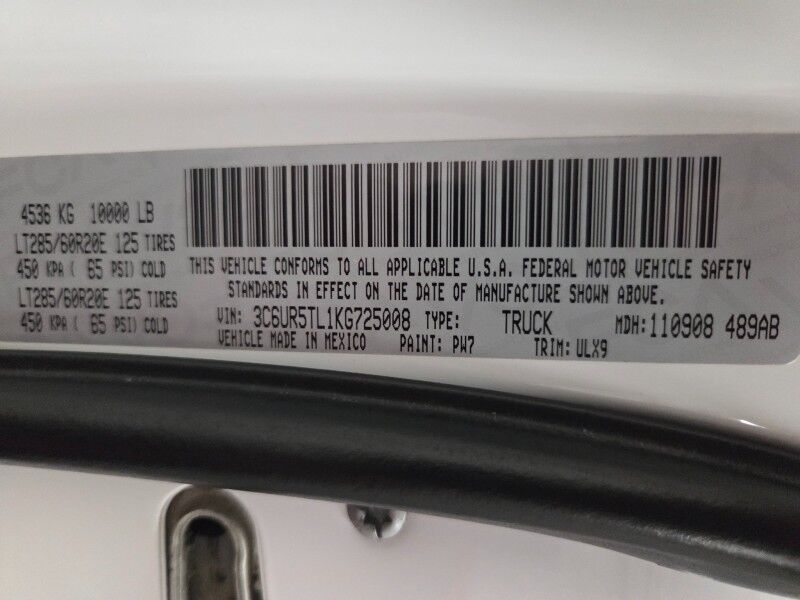 4536 KG 10000 LB
LT285/60R20E 125 TIRES
450 KPA ( 65 PSI) COLD
LT285/60R20E 125 TIRES
450 KPA ( 65 PSI) COLD
THIS VEHICLE CONFORMS TO ALL APPLICABLE U.S.A. FEDERAL MOTOR VEHICLE SAFETY
STANDARDS IN EFFECT ON THE DATE OF MANUFACTURE SHOWN ABOVE.
VIN: 3C6UR5TL1KG725008 TYPE: TRUCK MDH: 110908 489AB
VEHICLE MADE IN MEXICO PAINT: PW7 TRIM: ULX9